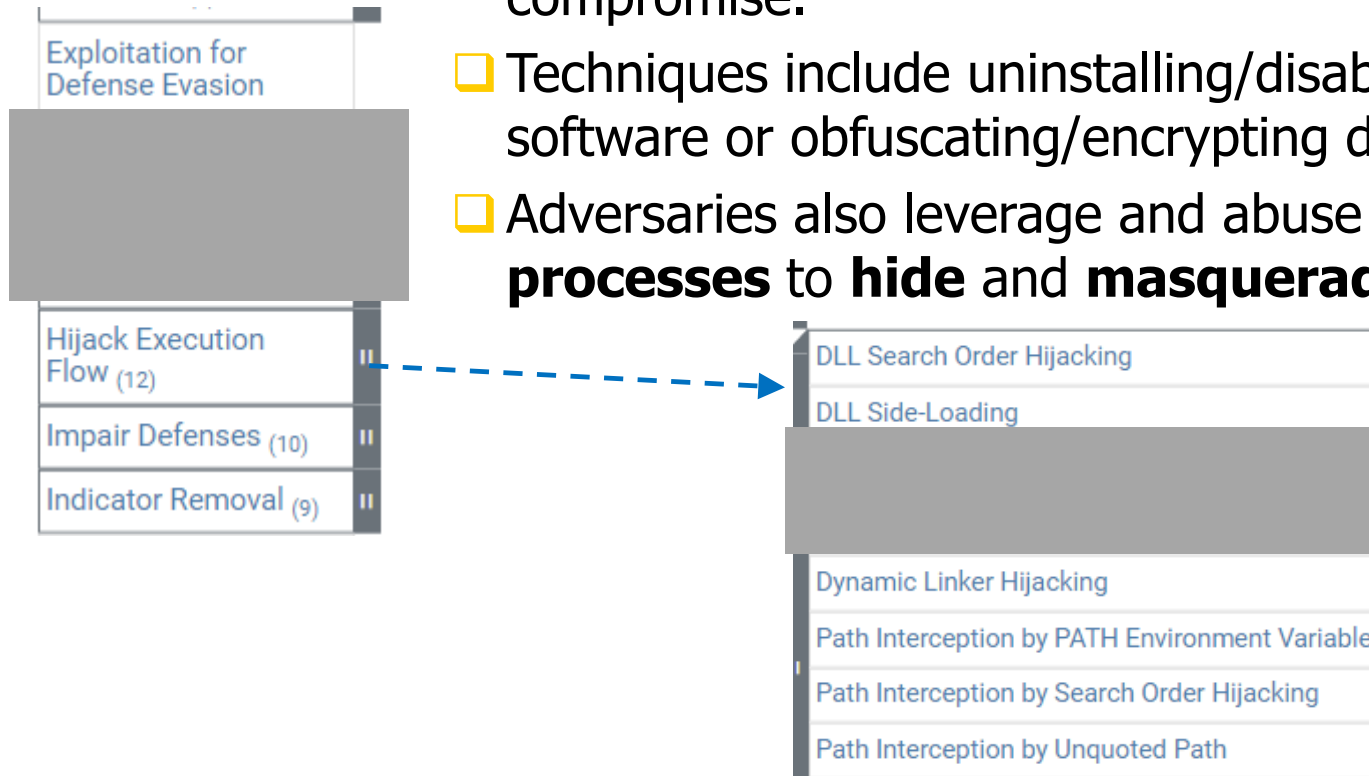 compromise.
Exploitation for
Defense Evasion
Techniques include uninstalling/disab
software or obfuscating/encrypting d
Adversaries also leverage and abuse
processes to hide and masquerad
Hijack Execution
Flow (12)
Impair Defenses (10)
Indicator Removal (9)
DLL Search Order Hijacking
DLL Side-Loading
Dynamic Linker Hijacking
Path Interception by PATH Environment Variable
Path Interception by Search Order Hijacking
Path Interception by Unquoted Path